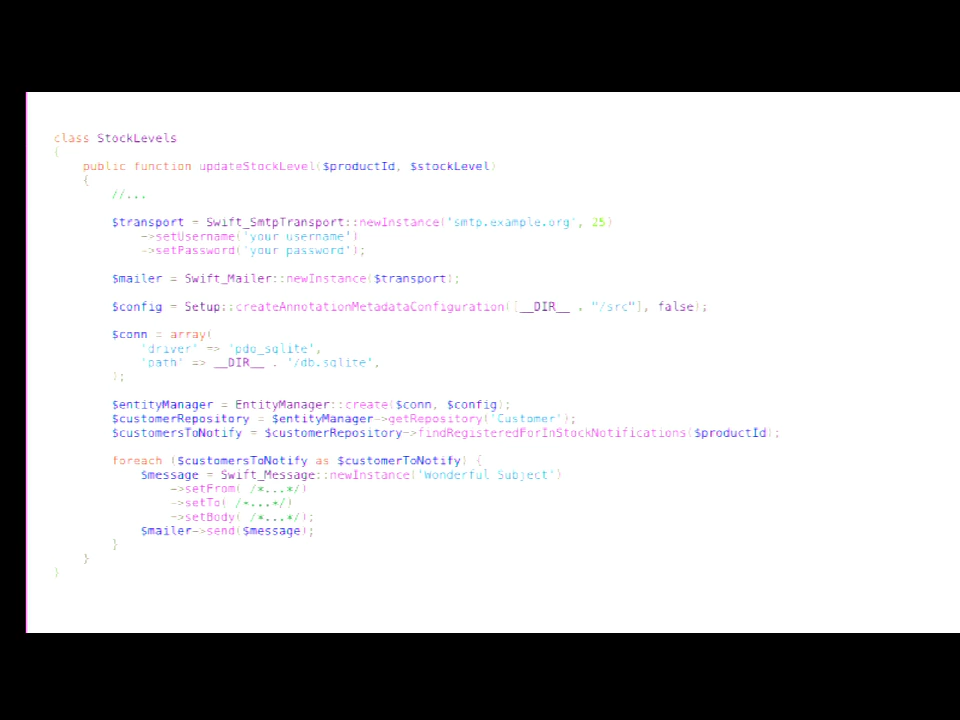 class StockLevels
{
    public function updateStockLevel($productId, $stockLevel)
    {
        //...

        $transport = Swift_SmtpTransport::newInstance('smtp.example.org', 25)
            ->setUsername('your username')
            ->setPassword('your password');

        $mailer = Swift_Mailer::newInstance($transport);

        $config = Setup::createAnnotationMetadataConfiguration([__DIR__ . "/src"], false);

        $conn = array(
            'driver' => 'pdo_sqlite',
            'path' => __DIR__ . '/db.sqlite',
        );

        $entityManager = EntityManager::create($conn, $config);
        $customerRepository = $entityManager->getRepository('Customer');
        $customersToNotify = $customerRepository->findRegisteredForInStockNotifications($productId);

        foreach ($customersToNotify as $customerToNotify) {
            $message = Swift_Message::newInstance('Wonderful Subject')
                ->setFrom( /*...*/)
                ->setTo( /*...*/)
                ->setBody( /*...*/);
            $mailer->send($message);
        }
    }
}